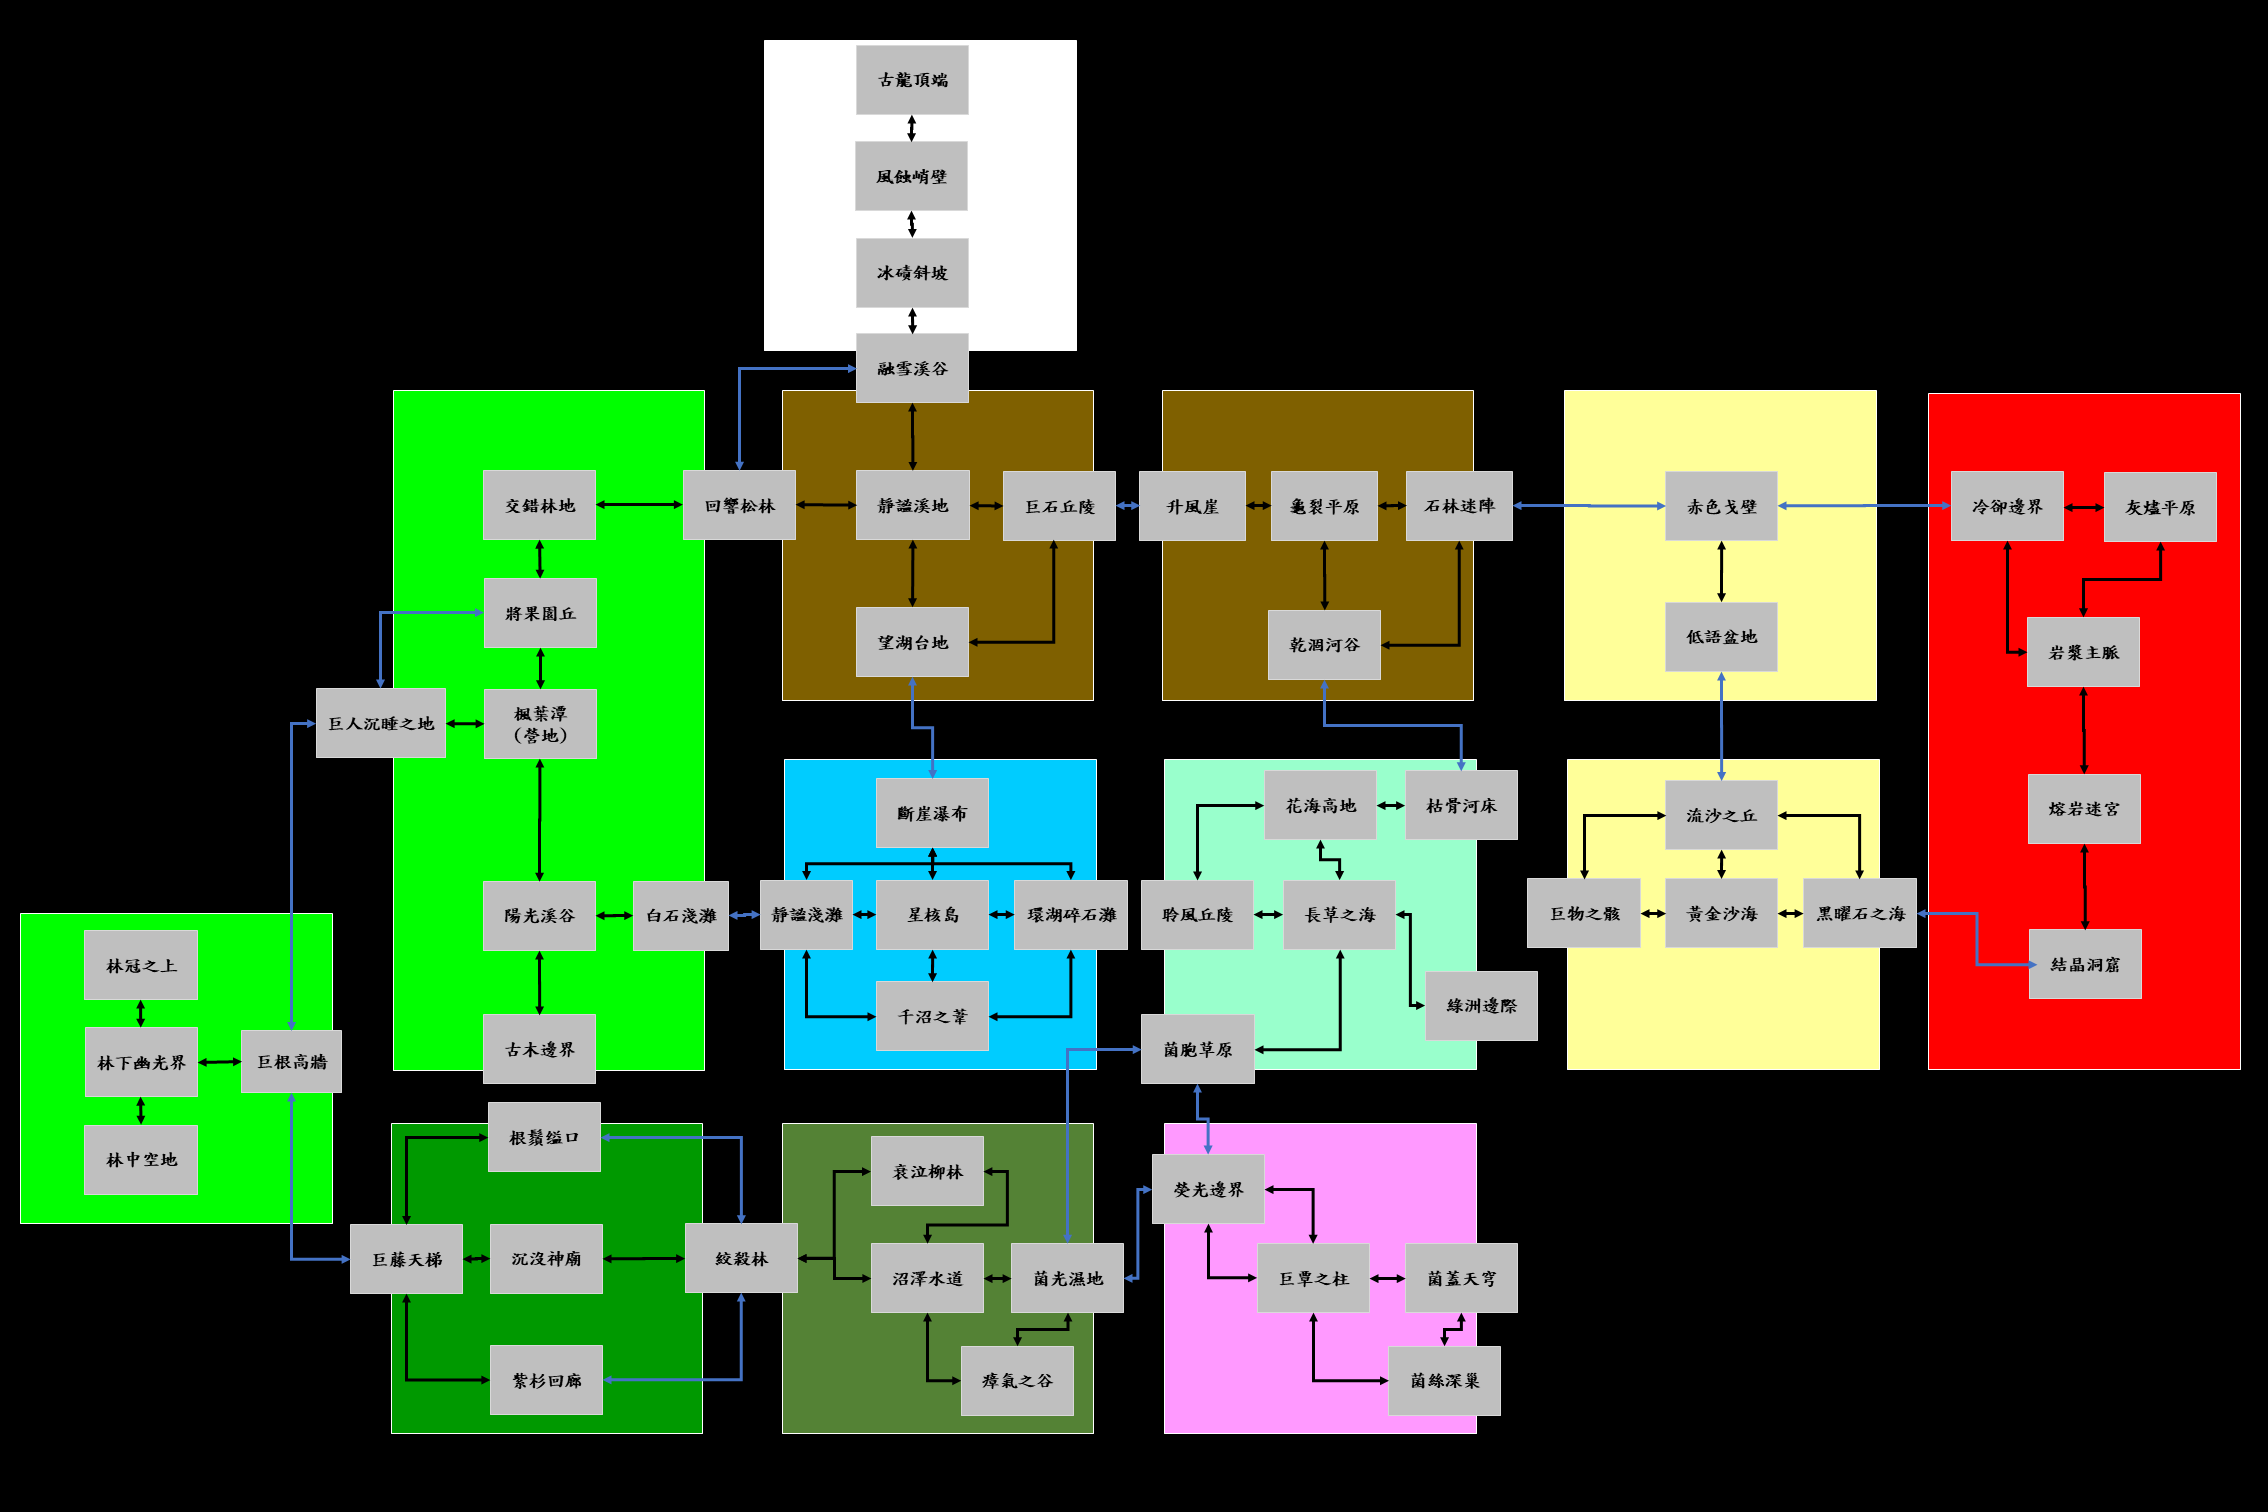 古龍頂端
風蝕峭壁
冰磧斜坡
融雪溪谷
交錯林地
回響松林
靜謐溪地
巨石丘陵
升風崖
龜裂平原
石林迷陣
赤色戈壁
冷卻邊界
灰燼平原
將果園丘
望湖台地
乾涸河谷
低語盆地
岩漿主脈
巨人沉睡之地
楓葉潭
(營地)
斷崖瀑布
花海高地
枯骨河床
流沙之丘
熔岩迷宮
陽光溪谷
白石淺灘
靜謐淺灘
星核島
環湖碎石灘
聆風丘陵
長草之海
巨物之骸
黃金沙海
黑曜石之海
林冠之上
結晶洞窟
千沼之葦
綠洲邊際
古木邊界
菌胞草原
林下幽光界
巨根高牆
根鬚縊口
林中空地
哀泣柳林
熒光邊界
巨藤天梯
沉沒神廟
絞殺林
沼澤水道
菌光濕地
巨蕈之柱
菌蓋天穹
紫杉回廊
瘴氣之谷
菌絲深巢